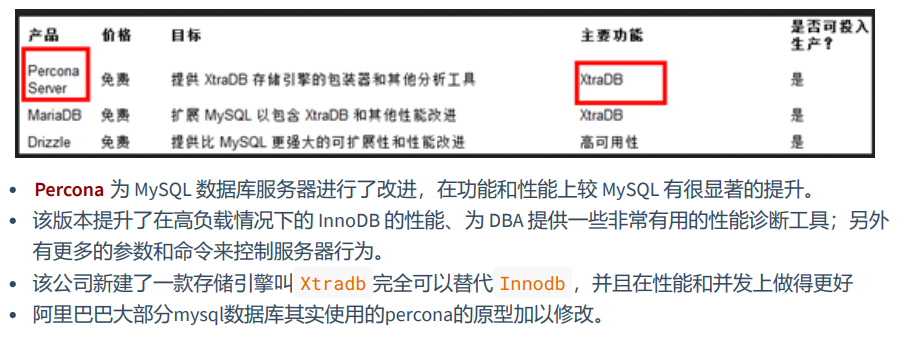 产品 价格 目标 主要功能 是否可投入
生产？
Percona
Server 免费 提供 XtraDB 存储引擎的包装器和其他分析工具 XtraDB 是
MariaDB 免费 扩展 MySQL 以包含 XtraDB 和其他性能改进 XtraDB 是
Drizzle 免费 提供比 MySQL 更强大的可扩展性和性能改进 高可用性 是
• Percona 为 MySQL 数据库服务器进行了改进，在功能和性能上较 MySQL 有很显著的提升。
• 该版本提升了在高负载情况下的 InnoDB 的性能、为 DBA 提供一些非常有用的性能诊断工具；另外
有更多的参数和命令来控制服务器行为。
• 该公司新建了一款存储引擎叫 Xtradb 完全可以替代 Innodb ，并且在性能和并发上做得更好
• 阿里巴巴大部分mysql数据库其实使用的percona的原型加以修改。